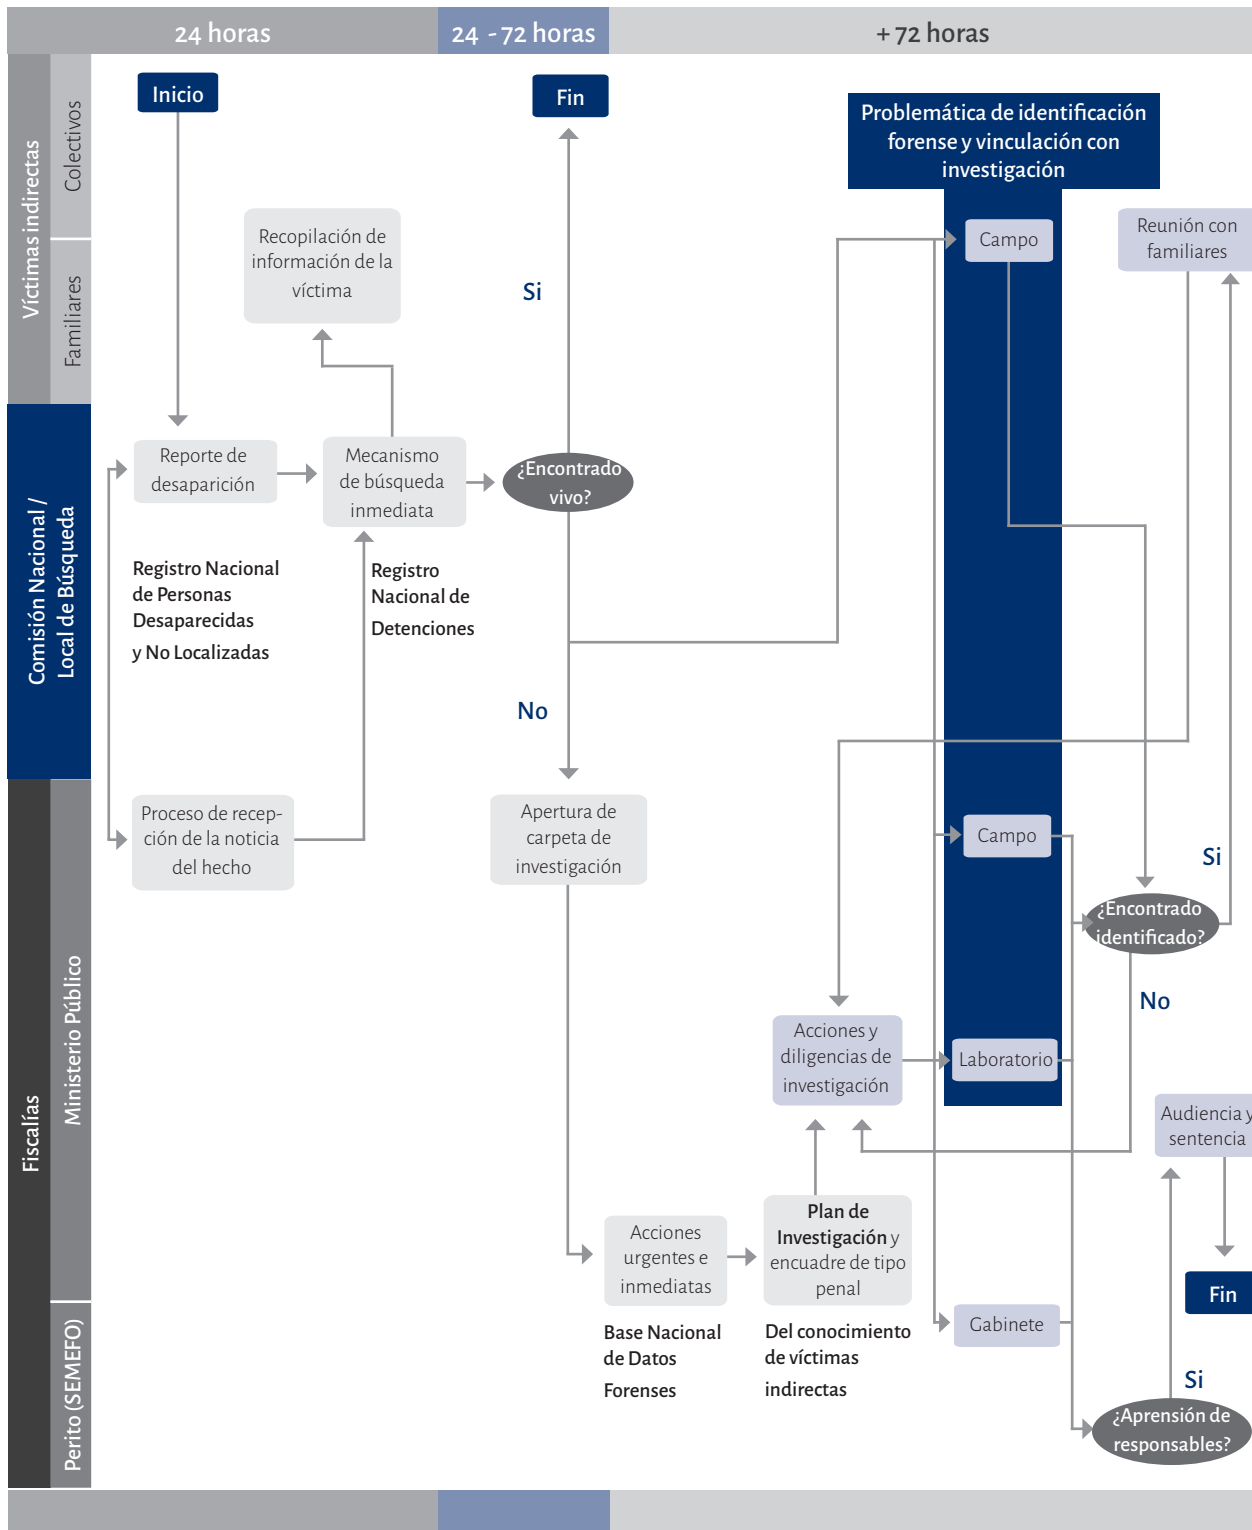 24 horas
24 - 72 horas
+ 72 horas
Víctimas indirectas
Colectivos
Familiares
Comisión Nacional /
Local de Búsqueda
Fiscalías
Ministerio Público
Perito (SEMEFO)
Inicio
Fin
Problemática de identificación
forense y vinculación con
investigación
Recopilación de
información de la
víctima
Si
Campo
Reunión con
familiares
Reporte de
desaparición
Mecanismo
de búsqueda
inmediata
¿Encontrado
vivo?
Registro Nacional
de Personas
Desaparecidas
y No Localizadas
Registro
Nacional de
Detenciones
No
Proceso de recep-
ción de la noticia
del hecho
Apertura de
carpeta de
investigación
Campo
Si
¿Encontrado
identificado?
No
Acciones y
diligencias de
investigación
Laboratorio
Audiencia y
sentencia
Acciones
urgentes e
inmediatas
Plan de
Investigación y
encuadre de tipo
penal
Fin
Base Nacional
de Datos
Forenses
Del conocimiento
de víctimas
indirectas
Gabinete
Si
¿Aprensión de
responsables?